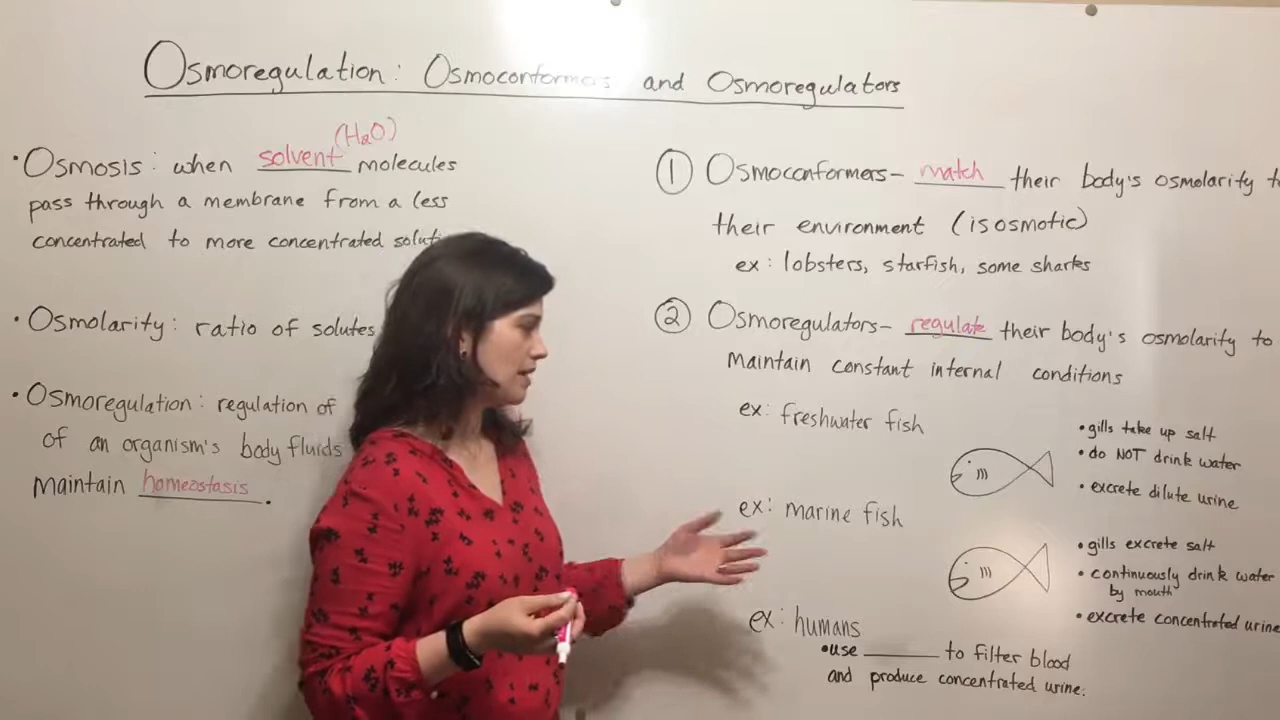 Osmoregulation: Osmoconformers and Osmoregulators
(H2O)
• Osmosis: when solvent molecules
pass through a membrane from a less
concentrated to more concentrated
• Osmolarity: ratio of solutes
• Osmoregulation: regulation of
of an organism's body fluids
maintain homeostasis.
① Osmoconformers- match their body's osmolarity to
their environment (isosmotic)
ex: lobsters, starfish, some sharks
② Osmoregulators- regulate their body's osmolarity to
maintain constant internal conditions
ex: freshwater fish
• gills take up salt
• do NOT drink water
• excrete dilute urine
ex: marine fish
• gills excrete salt
• continuously drink water
by mouth
• excrete concentrated urine
ex: humans
• use ________ to filter blood
and produce concentrated urine.